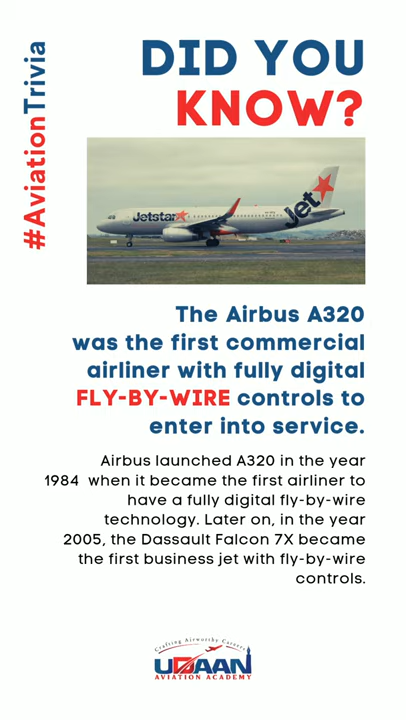 #AviationTrivia
DID YOU
KNOW?
Jetstar
Jet
The Airbus A320
was the first commercial
airliner with fully digital
FLY-BY-WIRE controls to
enter into service.
Airbus launched A320 in the year
1984 when it became the first airliner to
have a fully digital fly-by-wire
technology. Later on, in the year
2005, the Dassault Falcon 7X became
the first business jet with fly-by-wire
controls.
Crafting Airworthy Careers
UDAAN
AVIATION ACADEMY